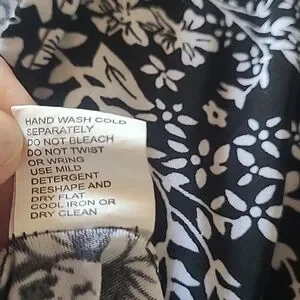 HAND WASH COLD
SEPARATELY
DO NOT BLEACH
DO NOT TWIST
OR WRING
USE MILD
DETERGENT
RESHAPE AND
DRY FLAT
COOL IRON OR
DRY CLEAN